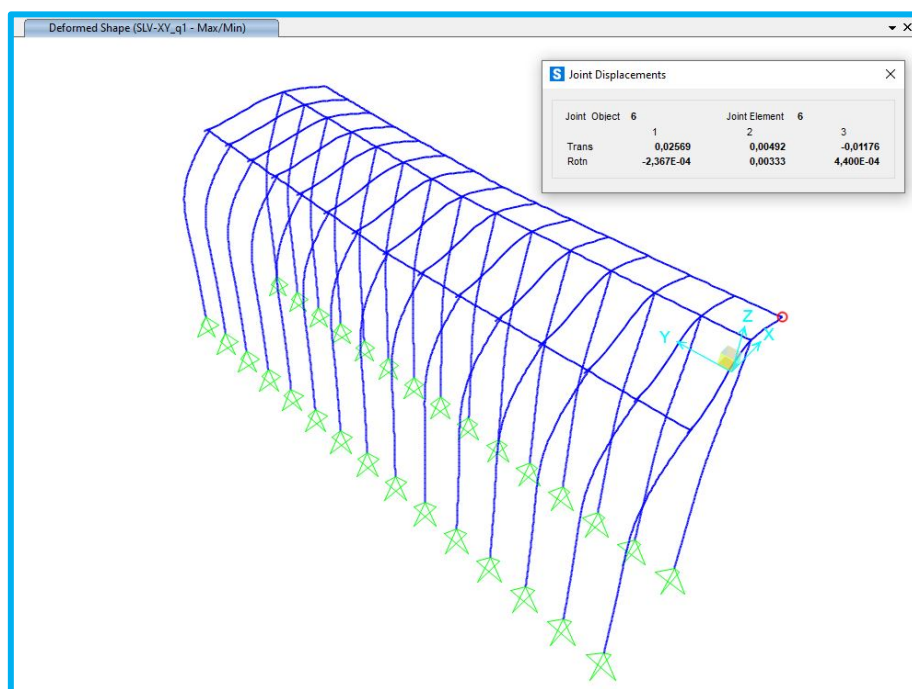 Deformed Shape (SLV-XY_q1 - Max/Min)
S Joint Displacements
Joint Object 6 Joint Element 6
1 2 3
Trans 0,02569 0,00492 -0,01176
Rotn -2,367E-04 0,00333 4,400E-04
Z
Y X